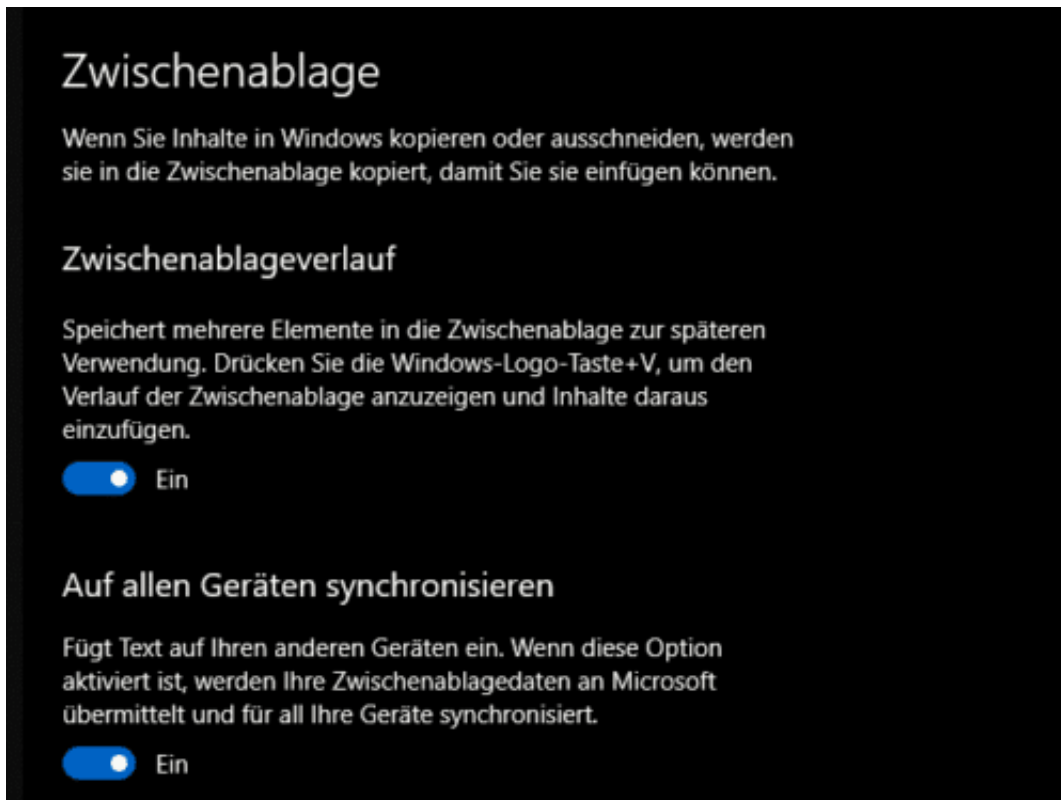 Zwischenablage
Wenn Sie Inhalte in Windows kopieren oder ausschneiden, werden
sie in die Zwischenablage kopiert, damit Sie sie einfügen können.
Zwischenablageverlauf
Speichert mehrere Elemente in die Zwischenablage zur späteren
Verwendung. Drücken Sie die Windows-Logo-Taste+V, um den
Verlauf der Zwischenablage anzuzeigen und Inhalte daraus
einzufügen.
Ein
Auf allen Geräten synchronisieren
Fügt Text auf Ihren anderen Geräten ein. Wenn diese Option
aktiviert ist, werden Ihre Zwischenablagedaten an Microsoft
übermittelt und für all Ihre Geräte synchronisiert.
Ein